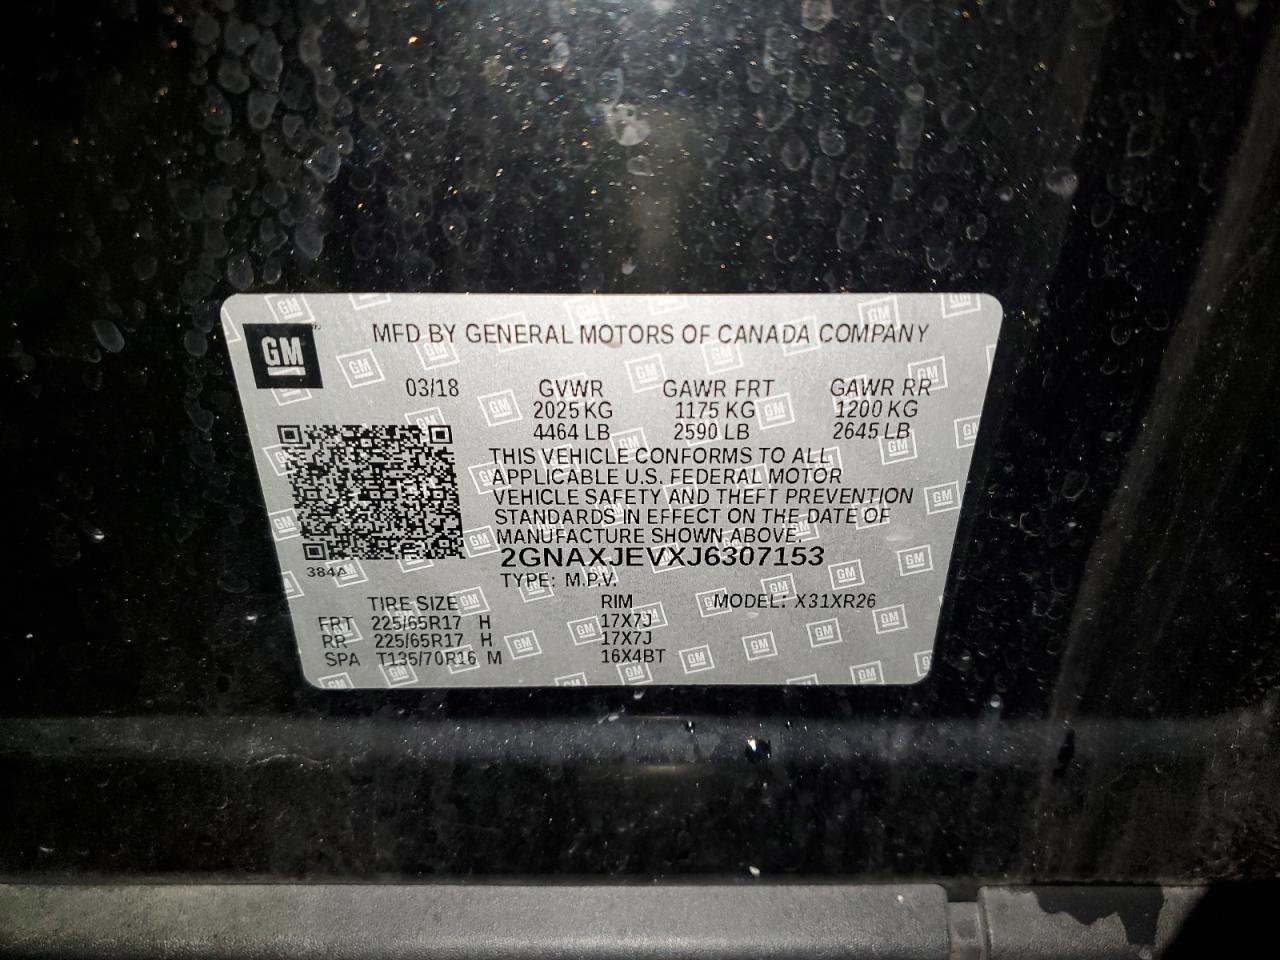 GM
MFD BY GENERAL MOTORS OF CANADA COMPANY
03/18 GVWR GAWR FRT GAWR RR
2025 KG 1175 KG 1200 KG
4464 LB 2590 LB 2645 LB
THIS VEHICLE CONFORMS TO ALL
APPLICABLE U.S. FEDERAL MOTOR
VEHICLE SAFETY AND THEFT PREVENTION
STANDARDS IN EFFECT ON THE DATE OF
MANUFACTURE SHOWN ABOVE.
2GNAXJEVXJ6307153
384A
TYPE: M.P.V.
TIRE SIZE RIM MODEL: X31XR26
FRT 225/65R17 H 17X7J
RR 225/65R17 H 17X7J
SPA T135/70R16 M 16X4BT